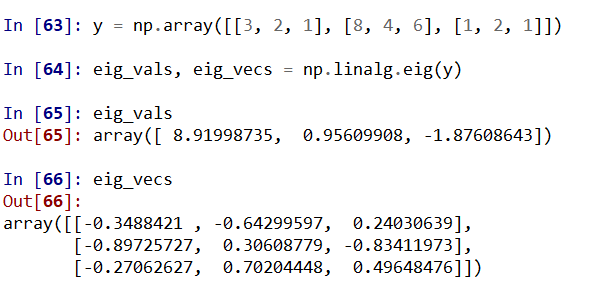 In [63]: y = np.array([[3, 2, 1], [8, 4, 6], [1, 2, 1]])
In [64]: eig_vals, eig_vecs = np.linalg.eig(y)
In [65]: eig_vals
Out[65]: array([ 8.91998735,  0.95609908, -1.87608643])
In [66]: eig_vecs
Out[66]:
array([[-0.3488421 , -0.64299597,  0.24030639],
       [-0.89725727,  0.30608779, -0.83411973],
       [-0.27062627,  0.70204448,  0.49648476]])